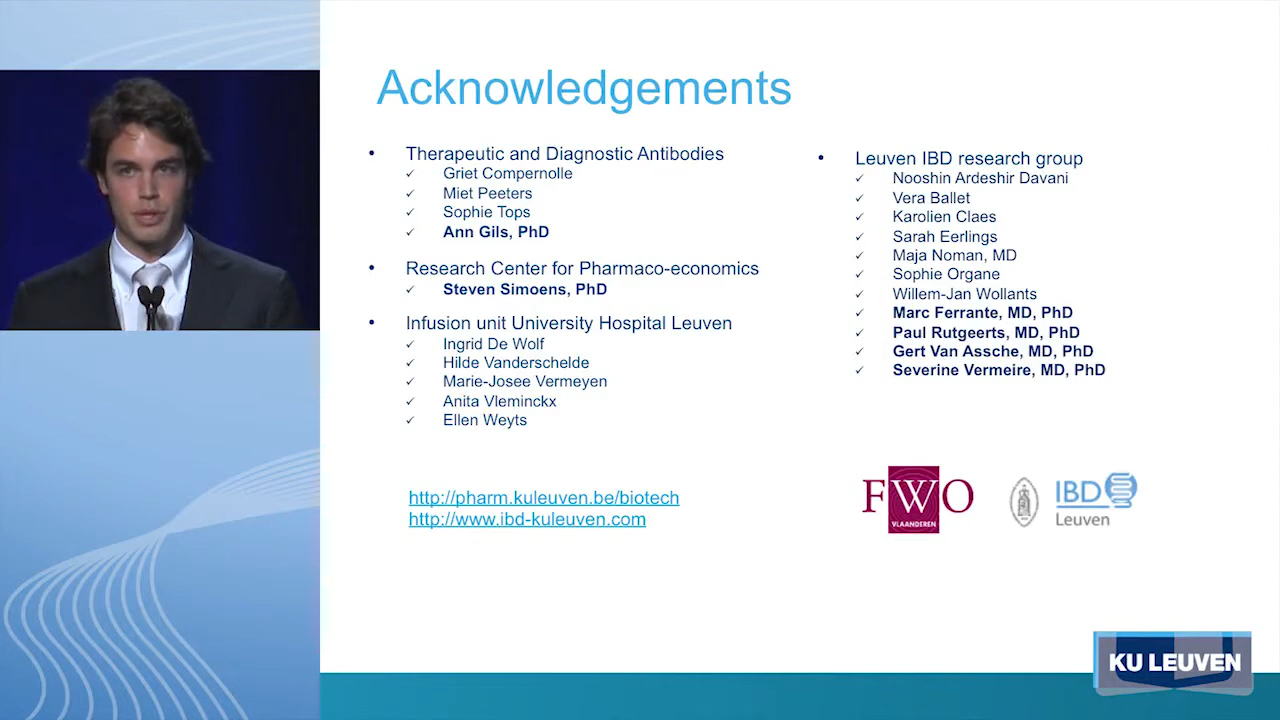 Acknowledgements
• Therapeutic and Diagnostic Antibodies
✓ Griet Compernolle
✓ Miet Peeters
✓ Sophie Tops
✓ Ann Gils, PhD
• Research Center for Pharmaco-economics
✓ Steven Simoens, PhD
• Infusion unit University Hospital Leuven
✓ Ingrid De Wolf
✓ Hilde Vanderschelde
✓ Marie-Josee Vermeyen
✓ Anita Vleminckx
✓ Ellen Weyts
http://pharm.kuleuven.be/biotech
http://www.ibd-kuleuven.com
• Leuven IBD research group
✓ Nooshin Ardeshir Davani
✓ Vera Ballet
✓ Karolien Claes
✓ Sarah Eerlings
✓ Maja Noman, MD
✓ Sophie Organe
✓ Willem-Jan Wollants
✓ Marc Ferrante, MD, PhD
✓ Paul Rutgeerts, MD, PhD
✓ Gert Van Assche, MD, PhD
✓ Severine Vermeire, MD, PhD
FWO
VLAANDEREN
IBD
Leuven
KU LEUVEN